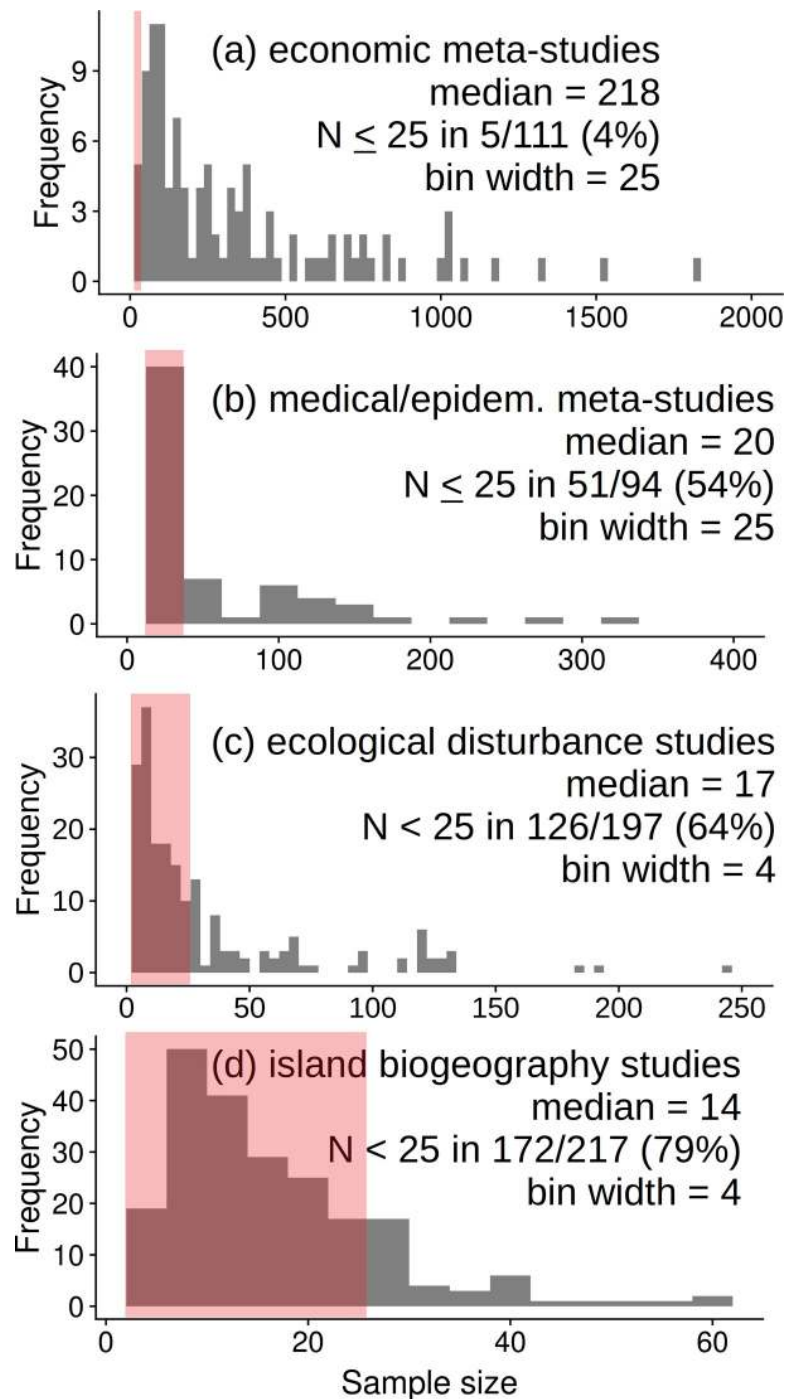 (a) economic meta-studies
median = 218
N ≤ 25 in 5/111 (4%)
bin width = 25
Frequency
9
6
3
0
0 500 1000 1500 2000
(b) medical/epidem. meta-studies
median = 20
N ≤ 25 in 51/94 (54%)
bin width = 25
Frequency
40
30
20
10
0
0 100 200 300 400
(c) ecological disturbance studies
median = 17
N < 25 in 126/197 (64%)
bin width = 4
Frequency
30
20
10
0
0 50 100 150 200 250
(d) island biogeography studies
median = 14
N < 25 in 172/217 (79%)
bin width = 4
Frequency
50
40
30
20
10
0
0 20 40 60
Sample size